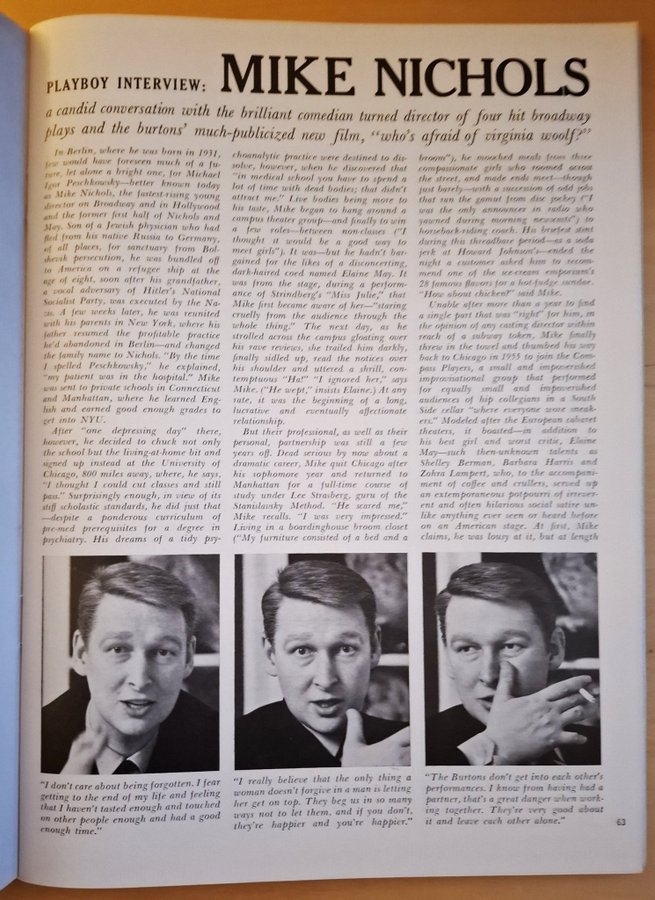 PLAYBOY INTERVIEW: MIKE NICHOLS
a candid conversation with the brilliant comedian turned director of four hit broadway
plays and the burtons' much-publicized new film, "who's afraid of virginia woolf?"
In Berlin, where he was born in 1931,
few would have foreseen much of a fu-
ture, let alone a bright one, for Michael
Igor Peschkowsky—better known today
as Mike Nichols, the fastest-rising young
director on Broadway and in Hollywood
and the former first half of Nichols and
May. Son of a Jewish physician who had
fled from his native Russia to Germany,
of all places, for sanctuary from Bol-
shevik persecution, he was bundled off
to America on a refugee ship at the
age of eight, soon after his grandfather,
a vocal adversary of Hitler's National
Socialist Party, was executed by the Na-
zis. A few weeks later, he was reunited
with his parents in New York, where his
father resumed the profitable practice
he'd abandoned in Berlin—and changed
the family name to Nichols. "By the time
I spelled Peschkowsky," he explained,
"my patient was in the hospital." Mike
was sent to private schools in Connecticut
and Manhattan, where he learned Eng-
lish and earned good enough grades to
get into NYU.
After "one depressing day" there,
however, he decided to chuck not only
the school but the living-at-home bit and
signed up instead at the University of
Chicago, 800 miles away, where, he says,
"I thought I could cut classes and still
pass." Surprisingly enough, in view of its
stiff scholastic standards, he did just that
—despite a ponderous curriculum of
pre-med prerequisites for a degree in
psychiatry. His dreams of a tidy psy-
choanalytic practice were destined to dis-
solve, however, when he discovered that
"in medical school you have to spend a
lot of time with dead bodies; that didn't
attract me." Live bodies being more to
his taste, Mike began to hang around a
campus theater group—and finally to win
a few roles—between non-classes ("I
thought it would be a good way to
meet girls"). It was—but he hadn't bar-
gained for the likes of a disconcerting,
dark-haired coed named Elaine May. It
was from the stage, during a perform-
ance of Strindberg's "Miss Julie," that
Mike first became aware of her—"staring
cruelly from the audience through the
whole thing." The next day, as he
strolled across the campus gloating over
his rave reviews, she trailed him darkly,
finally sidled up, read the notices over
his shoulder and uttered a shrill, con-
temptuous "Ha!" "I ignored her," says
Mike. ("He wept," insists Elaine.) At any
rate, it was the beginning of a long,
lucrative and eventually affectionate
relationship.
But their professional, as well as their
personal, partnership was still a few
years off. Dead serious by now about a
dramatic career, Mike quit Chicago after
his sophomore year and returned to
Manhattan for a full-time course of
study under Lee Strasberg, guru of the
Stanislavsky Method. "He scared me,"
Mike recalls. "I was very impressed."
Living in a boardinghouse broom closet
("My furniture consisted of a bed and a
broom"), he mooched meals from three
compassionate girls who roomed across
the street, and made ends meet—though
just barely—with a succession of odd jobs
that ran the gamut from disc jockey ("I
was the only announcer in radio who
yawned during morning newscasts") to
horseback-riding coach. His briefest stint
during this threadbare period—as a soda
jerk at Howard Johnson's—ended the
night a customer asked him to recom-
mend one of the ice-cream emporium's
28 famous flavors for a hot-fudge sundae.
"How about chicken?" said Mike.
Unable after more than a year to find
a single part that was "right" for him, in
the opinion of any casting director within
reach of a subway token, Mike finally
threw in the towel and thumbed his way
back to Chicago in 1955 to join the Com-
pass Players, a small and impoverished
improvisational group that performed
for equally small and impoverished
audiences of hip collegians in a South
Side cellar "where everyone wore sneak-
ers." Modeled after the European cabaret
theaters, it boasted—in addition to
his best girl and worst critic, Elaine
May—such then-unknown talents as
Shelley Berman, Barbara Harris and
Zohra Lampert, who, to the accompani-
ment of coffee and crullers, served up
an extemporaneous potpourri of irrever-
ent and often hilarious social satire un-
like anything ever seen or heard before
on an American stage. At first, Mike
claims, he was lousy at it, but at length
"I don't care about being forgotten. I fear
getting to the end of my life and feeling
that I haven't tasted enough and touched
on other people enough and had a good
enough time."
"I really believe that the only thing a
woman doesn't forgive in a man is letting
her get on top. They beg us in so many
ways not to let them, and if you don't,
they're happier and you're happier."
"The Burtons don't get into each other's
performances. I know from having had a
partner, that's a great danger when work-
ing together. They're very good about
it and leave each other alone."
63